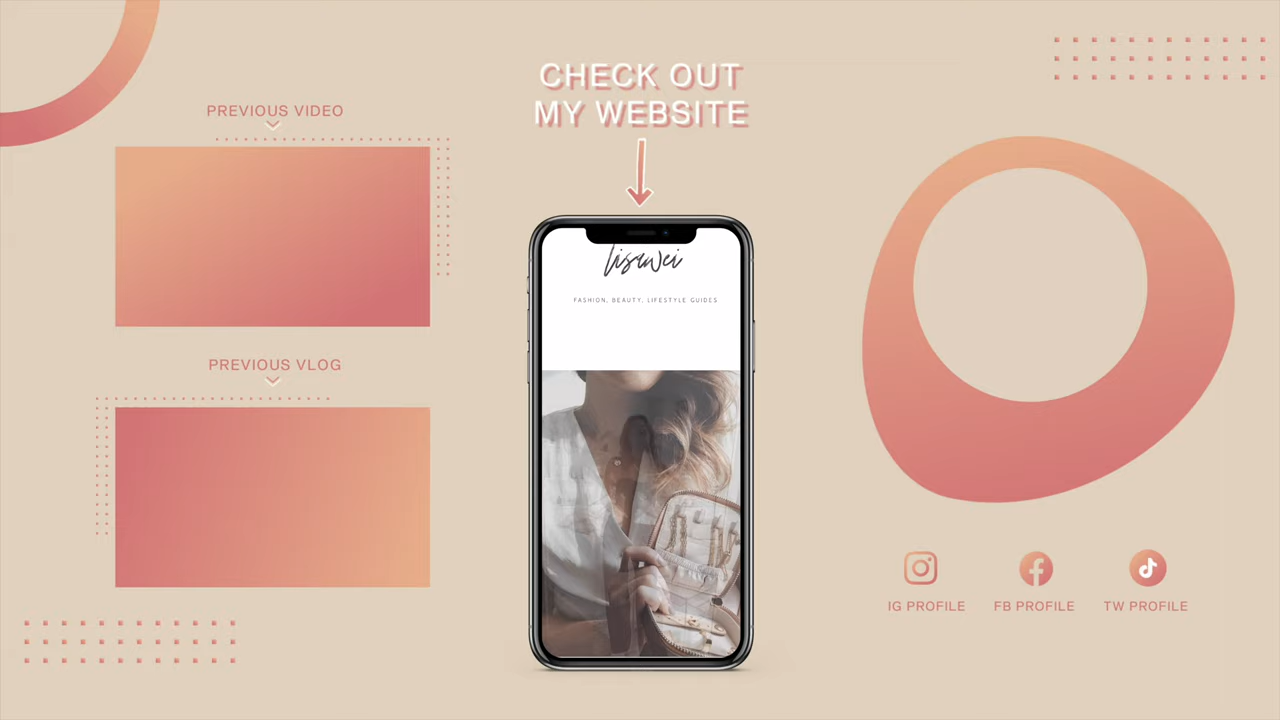 PREVIOUS VIDEO
PREVIOUS VLOG
CHECK OUT
MY WEBSITE
lisawei
FASHION, BEAUTY, LIFESTYLE GUIDES
IG PROFILE
FB PROFILE
TW PROFILE